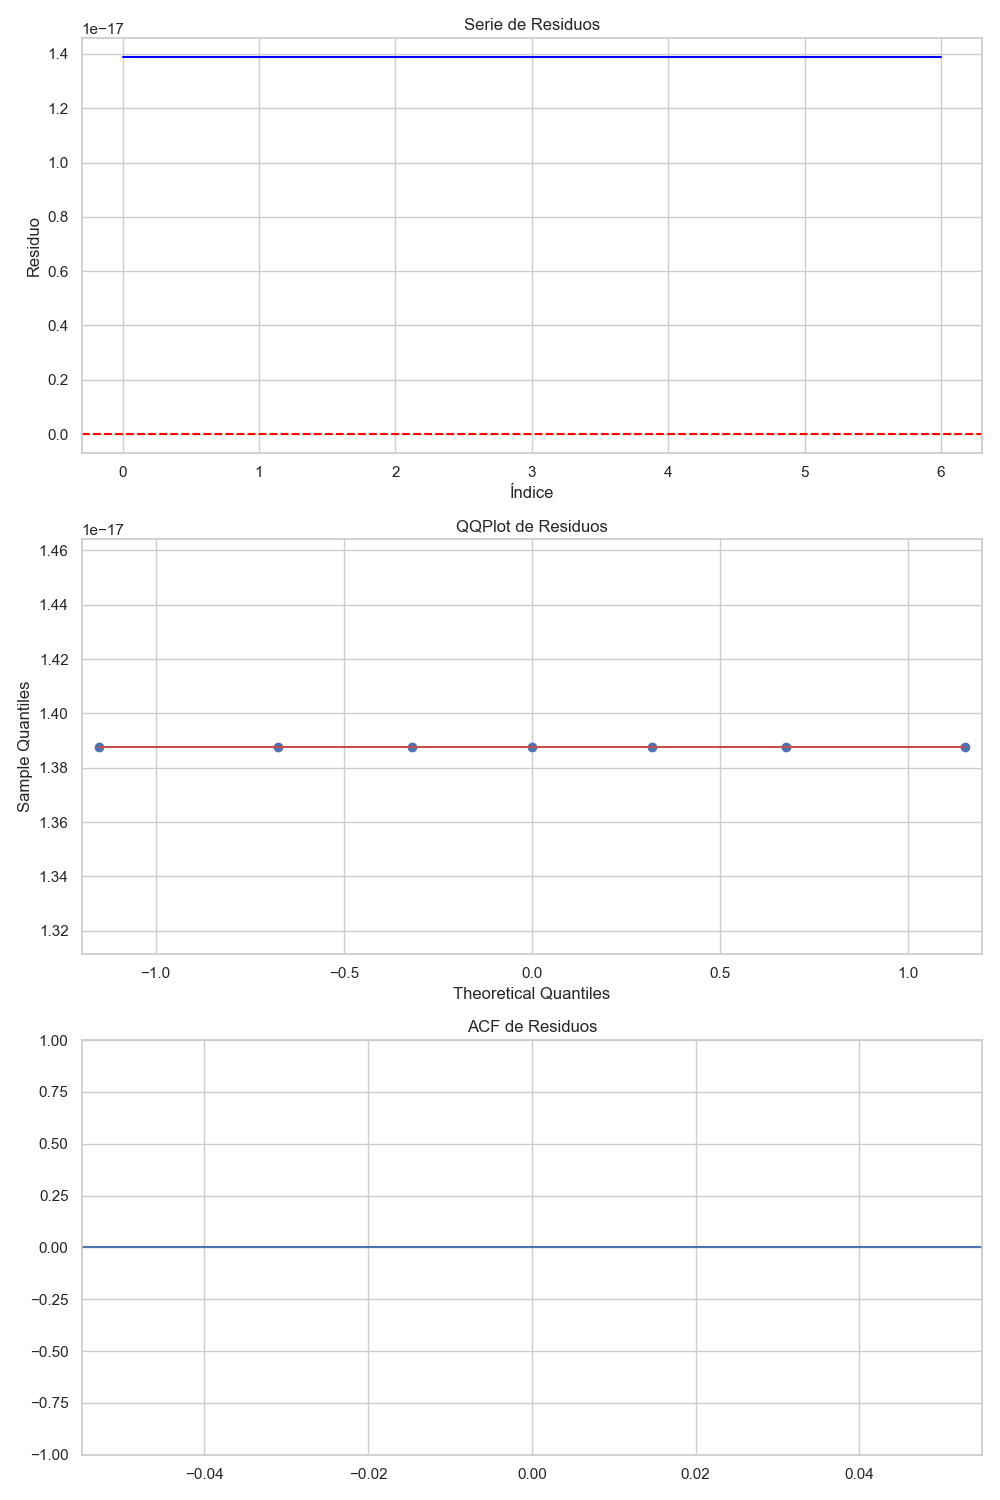 Serie de Residuos
1e−17
1.4
1.2
1.0
0.8
0.6
0.4
0.2
0.0
Residuo
0 1 2 3 4 5 6
Índice
QQPlot de Residuos
1e−17
1.46
1.44
1.42
1.40
1.38
1.36
1.34
1.32
Sample Quantiles
−1.0 −0.5 0.0 0.5 1.0
Theoretical Quantiles
ACF de Residuos
1.00
0.75
0.50
0.25
0.00
−0.25
−0.50
−0.75
−1.00
−0.04 −0.02 0.00 0.02 0.04